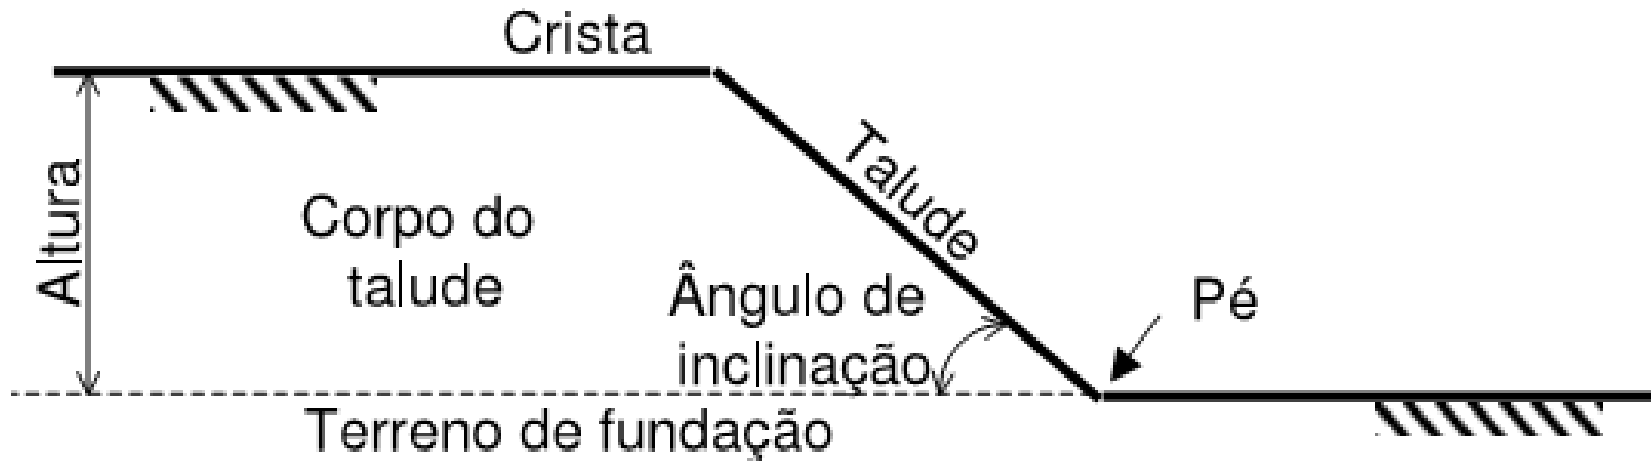 Crista
Altura
Corpo do
talude
Talude
Ângulo de
inclinação
Pé
Terreno de fundação